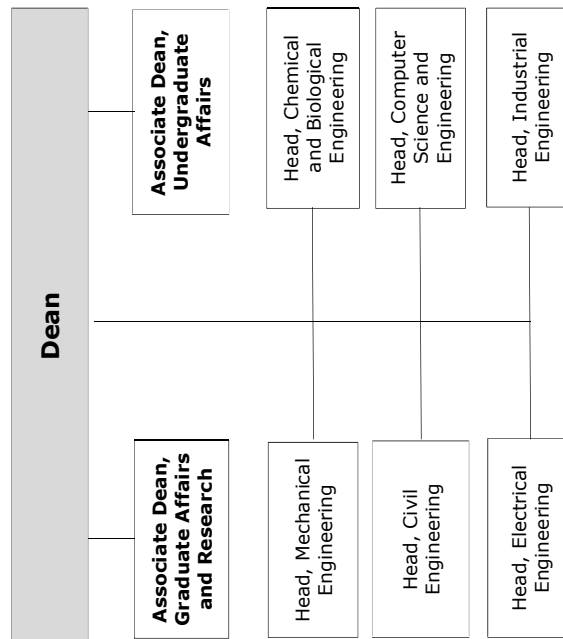 Dean
Associate Dean,
Graduate Affairs
and Research
Associate Dean,
Undergraduate
Affairs
Head, Mechanical
Engineering
Head, Chemical
and Biological
Engineering
Head, Civil
Engineering
Head, Computer
Science and
Engineering
Head, Electrical
Engineering
Head, Industrial
Engineering